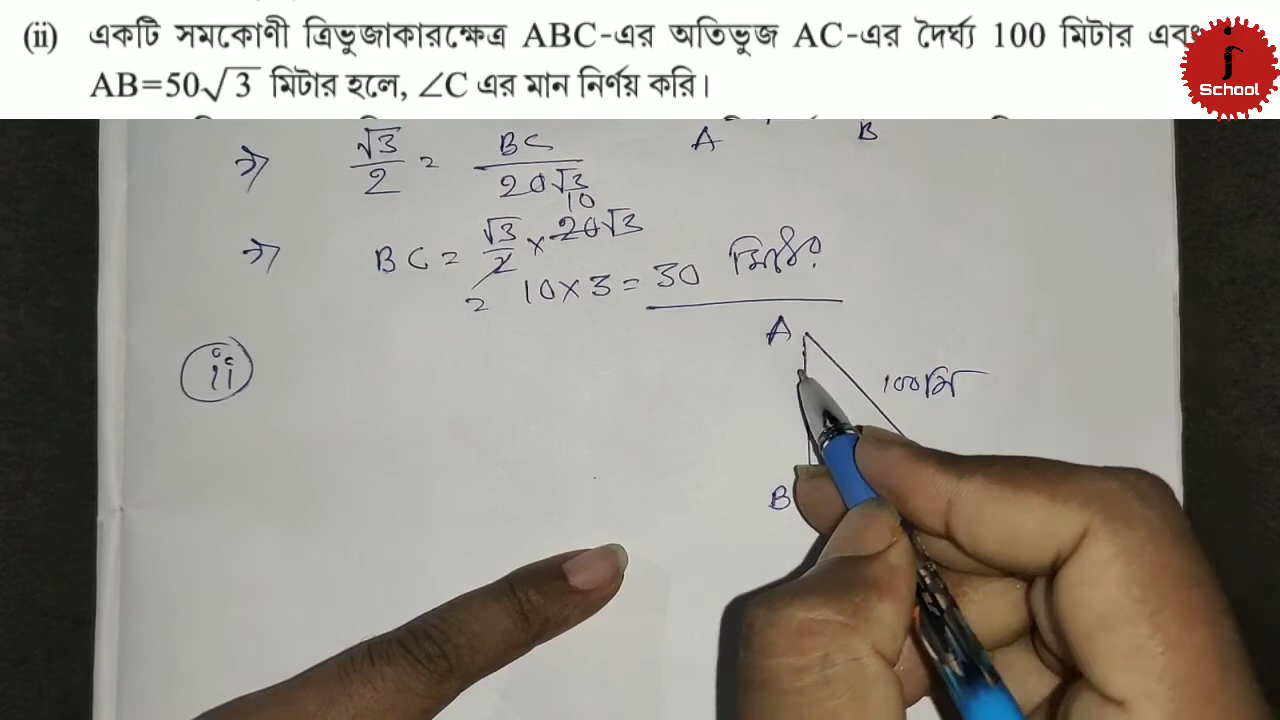 (ii) একটি সমকোণী ত্রিভুজাকারক্ষেত্র ABC-এর অতিভুজ AC-এর দৈর্ঘ্য 100 মিটার এবং
AB=50√3 মিটার হলে, ∠C এর মান নির্ণয় করি।
School
A B
⇒ √3/2 = BC/20√3
10
⇒ BC = √3/2 × 20√3
= 10×3 = 30 মিটার
A
ii
100মি
B